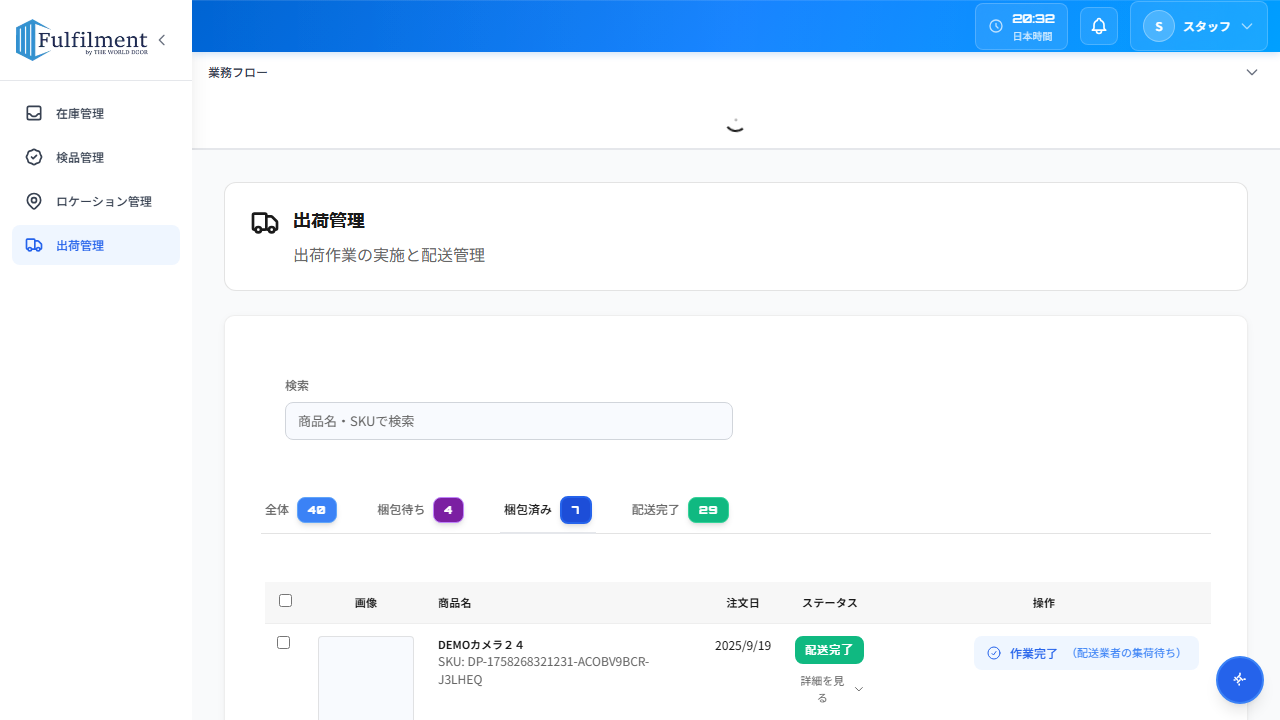 Fulfilment
by THE WORLD DOOR
20:32
日本時間
S
スタッフ
業務フロー
在庫管理
検品管理
ロケーション管理
出荷管理
出荷管理
出荷作業の実施と配送管理
検索
商品名・SKUで検索
全体 40
梱包待ち 4
梱包済み 7
配送完了 29
画像 商品名 注文日 ステータス 操作
DEMOカメラ２４
SKU: DP-1758268321231-ACOBV9BCR-
J3LHEQ
2025/9/19
配送完了
詳細を見
る
作業完了 （配送業者の集荷待ち）